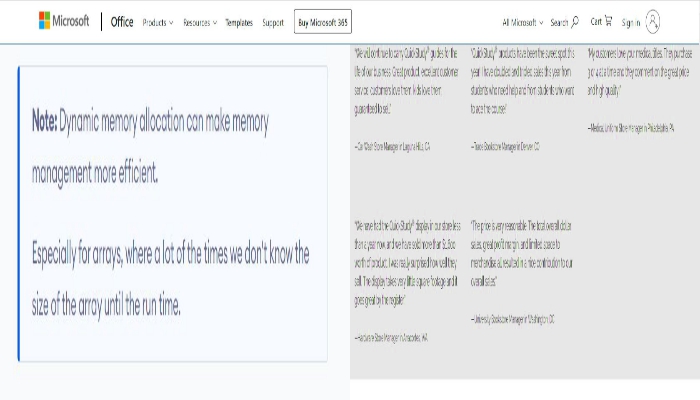 Microsoft Office Products Resources Templates Support Buy Microsoft 365 All Microsoft Search Cart Sign in
Note: Dynamic memory allocation can make memory
management more efficient.
Especially for arrays, where a lot of the times we don't know the
size of the array until the run time.
"We will continue to carry QuickStudy® guides for the
life of our business. Great product, excellent customer
service, customers love them, kids love them,
guaranteed to sell."
—Car Wash Store Manager in Laguna Hills, CA
"QuickStudy® products have been the sweet spot this
year. I have doubled and tripled sales this year from
students who need help and from students who want
to ace the course."
—Bookstore Manager in Denver, CO
"My customers love your medical titles. They purchase
3 or 4 at a time and they comment on the great price
and high quality."
—Medical Uniform Store Manager in Philadelphia, PA
"We have had the QuickStudy® display in our store less
than a year now and we have sold more than
worth of product. I was really surprised how well they
sell. The display takes very little square footage and it
goes great by the register."
—Hardware Store Manager in Anacortes, WA
"The price is very reasonable. The total overall dollar
sales, great profit margin, and limited space to
merchandise all, resulted in a nice contribution to our
overall sales."
—University Bookstore Manager in Washington, DC